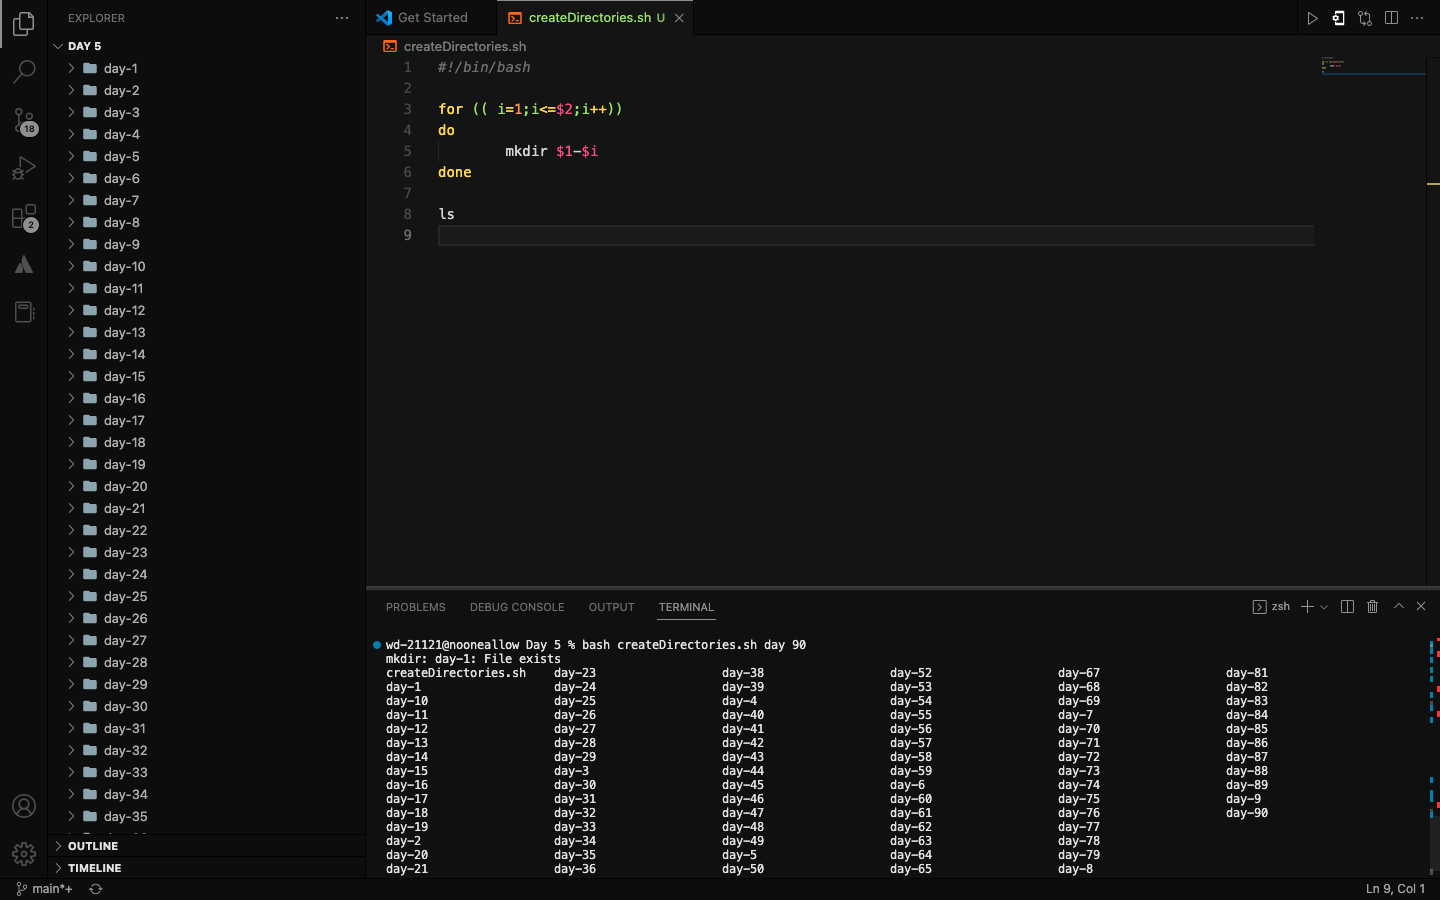 EXPLORER
DAY 5
day-1
day-2
day-3
day-4
day-5
day-6
day-7
day-8
day-9
day-10
day-11
day-12
day-13
day-14
day-15
day-16
day-17
day-18
day-19
day-20
day-21
day-22
day-23
day-24
day-25
day-26
day-27
day-28
day-29
day-30
day-31
day-32
day-33
day-34
day-35
OUTLINE
TIMELINE
18
2
Get Started createDirectories.sh U
createDirectories.sh
1 #!/bin/bash
2
3 for (( i=1;i<=$2;i++))
4 do
5 mkdir $1-$i
6 done
7
8 ls
9
PROBLEMS DEBUG CONSOLE OUTPUT TERMINAL zsh
wd-21121@nooneallow Day 5 % bash createDirectories.sh day 90
mkdir: day-1: File exists
createDirectories.sh day-23 day-38 day-52 day-67 day-81
day-1 day-24 day-39 day-53 day-68 day-82
day-10 day-25 day-4 day-54 day-69 day-83
day-11 day-26 day-40 day-55 day-7 day-84
day-12 day-27 day-41 day-56 day-70 day-85
day-13 day-28 day-42 day-57 day-71 day-86
day-14 day-29 day-43 day-58 day-72 day-87
day-15 day-3 day-44 day-59 day-73 day-88
day-16 day-30 day-45 day-6 day-74 day-89
day-17 day-31 day-46 day-60 day-75 day-9
day-18 day-32 day-47 day-61 day-76 day-90
day-19 day-33 day-48 day-62 day-77
day-2 day-34 day-49 day-63 day-78
day-20 day-35 day-5 day-64 day-79
day-21 day-36 day-50 day-65 day-8
main*+ Ln 9, Col 1